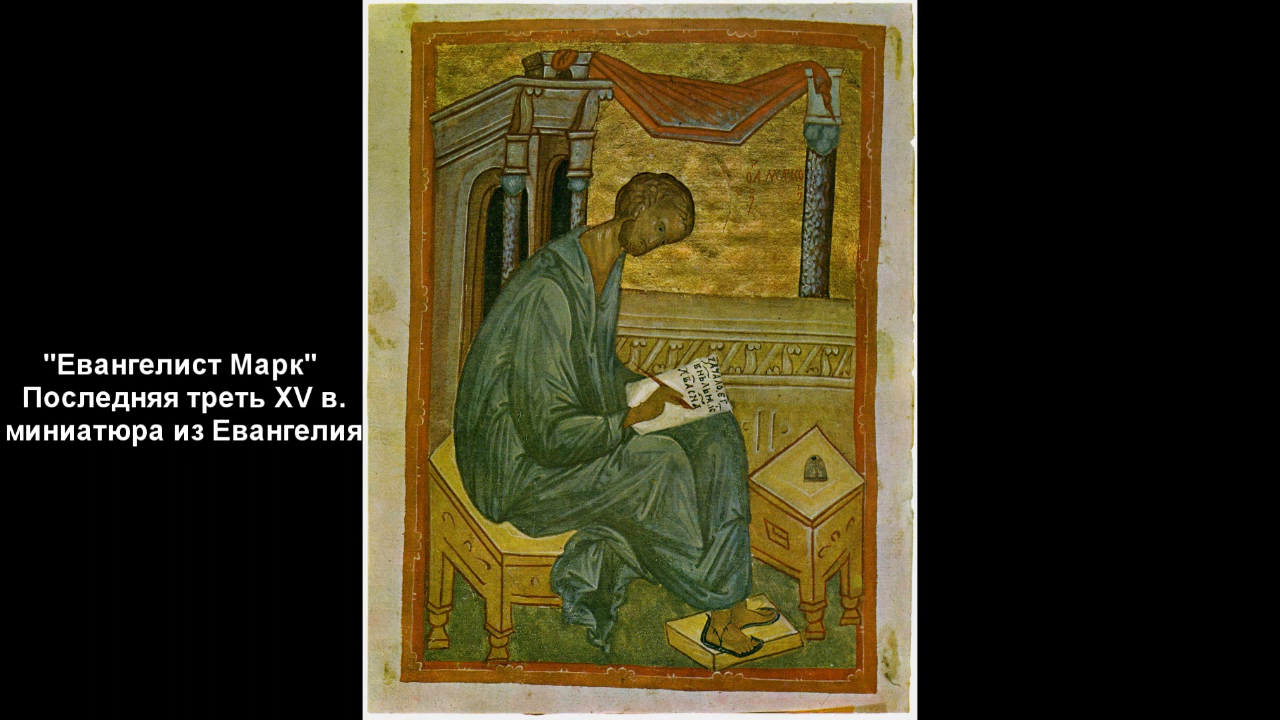 "Евангелист Марк"
Последняя треть XV в.
миниатюра из Евангелия